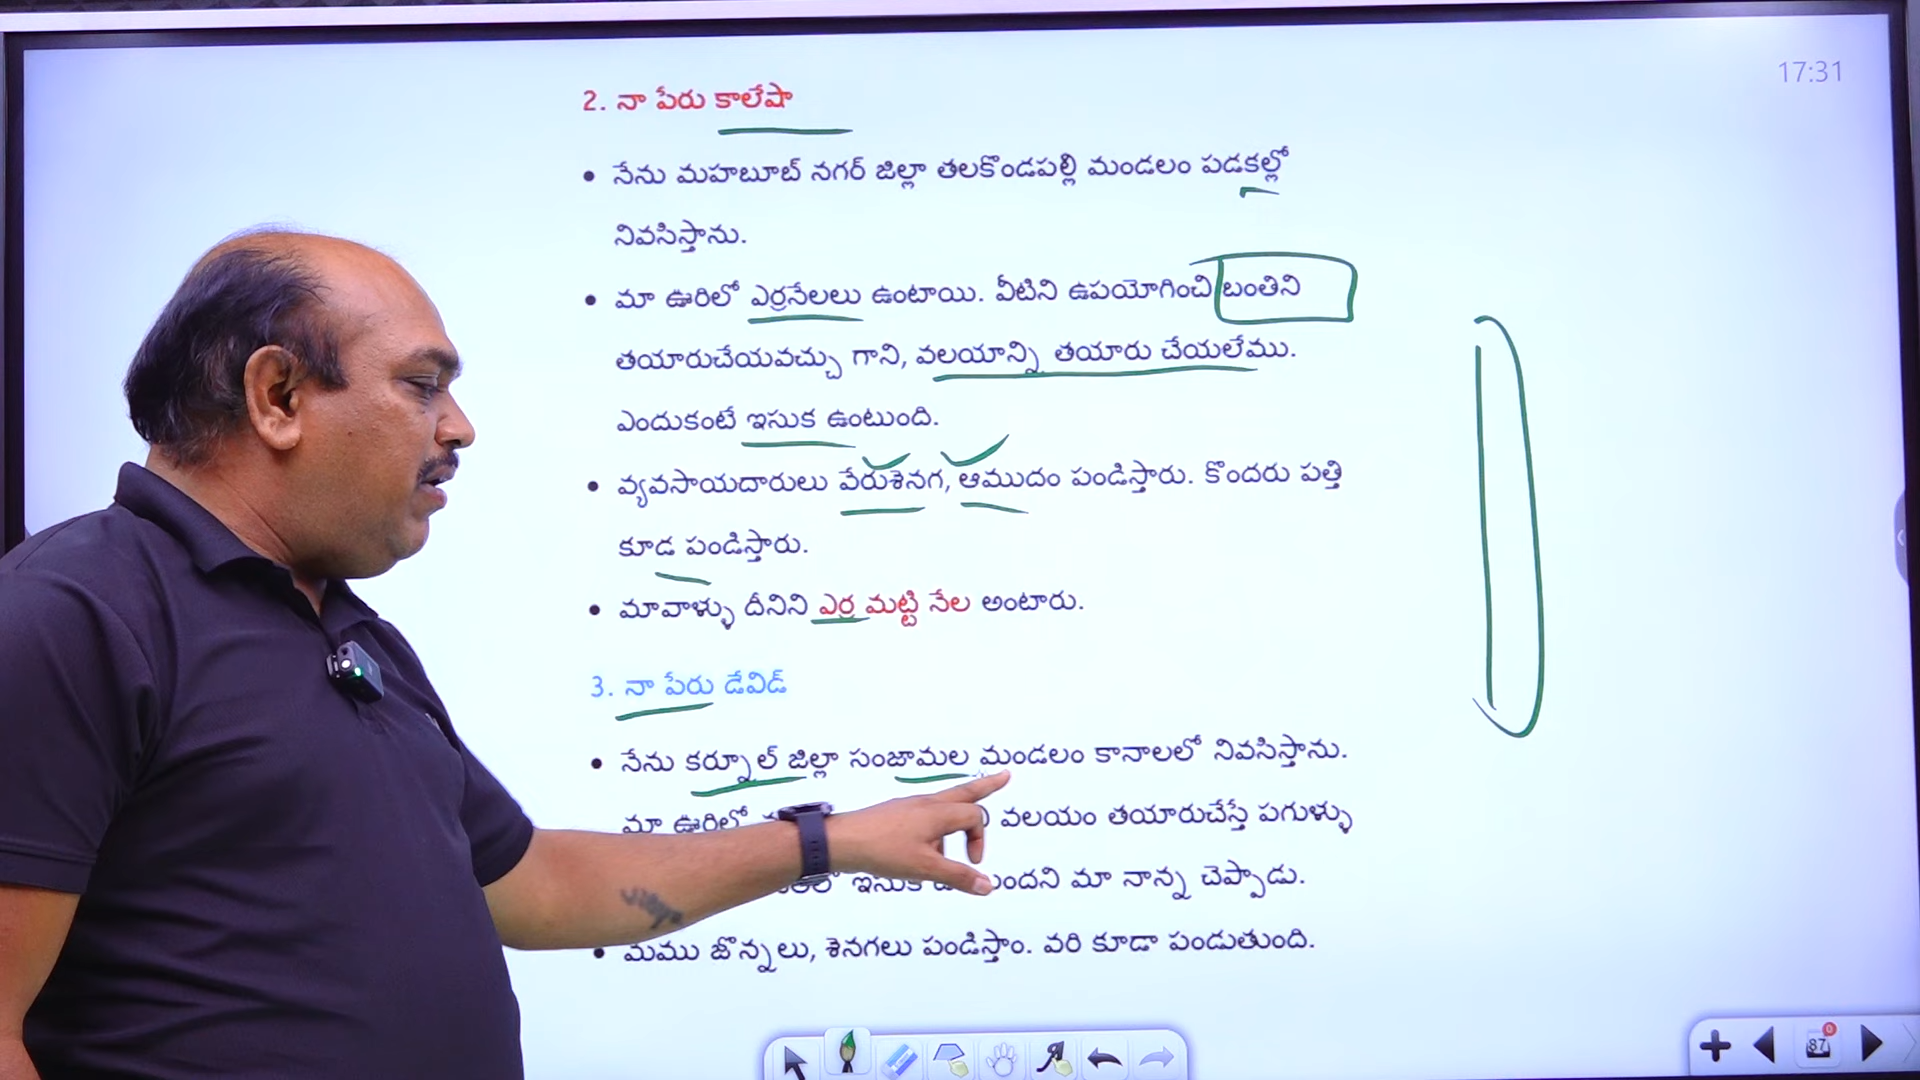 17:31
2. నా పేరు కాలేషా
• నేను మహబూబ్ నగర్ జిల్లా తలకొండపల్లి మండలం పడకల్లో
నివసిస్తాను.
• మా ఊరిలో ఎర్రనేలలు ఉంటాయి. వీటిని ఉపయోగించి బంతిని
తయారుచేయవచ్చు గాని, వలయాన్ని తయారు చేయలేము.
ఎందుకంటే ఇసుక ఉంటుంది.
• వ్యవసాయదారులు వేరుశెనగ, ఆముదం పండిస్తారు. కొందరు పత్తి
కూడ పండిస్తారు.
• మావాళ్ళు దీనిని ఎర్ర మట్టి నేల అంటారు.
3. నా పేరు డేవిడ్
• నేను కర్నూల్ జిల్లా సంజామల మండలం కానాలలో నివసిస్తాను.
మా ఊరిలో వలయం తయారుచేస్తే పగుళ్ళు
ఇసుక మా నాన్న చెప్పాడు.
• మము జొన్నలు, శెనగలు పండిస్తాం. వరి కూడా పండుతుంది.
87